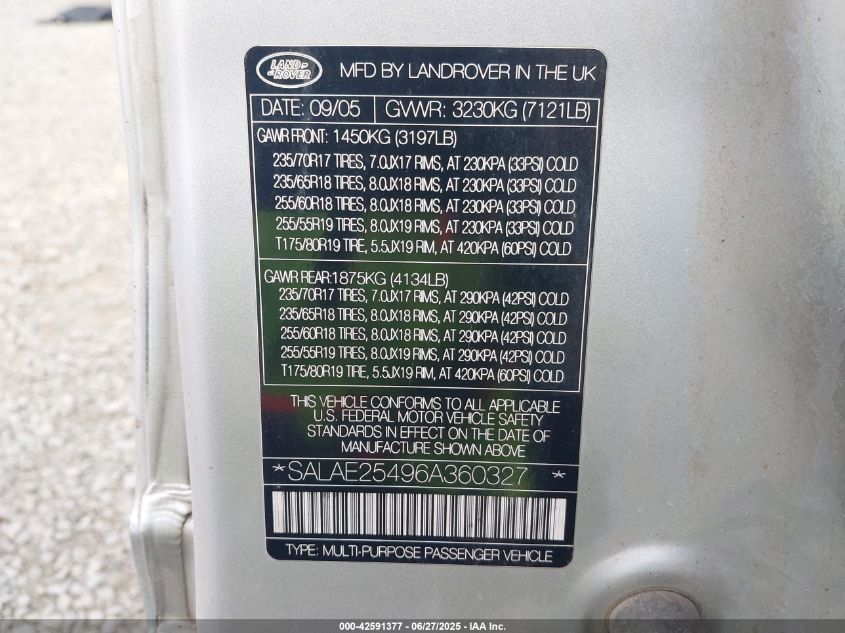 LAND ROVER
MFD BY LANDROVER IN THE UK
DATE: 09/05 GVWR: 3230KG (7121LB)
GAWR FRONT: 1450KG (3197LB)
235/70R17 TIRES, 7.0JX17 RIMS, AT 230KPA (33PSI) COLD
235/65R18 TIRES, 8.0JX18 RIMS, AT 230KPA (33PSI) COLD
255/60R18 TIRES, 8.0JX18 RIMS, AT 230KPA (33PSI) COLD
255/55R19 TIRES, 8.0JX19 RIMS, AT 230KPA (33PSI) COLD
T175/80R19 TIRE, 5.5JX19 RIM, AT 420KPA (60PSI) COLD
GAWR REAR:1875KG (4134LB)
235/70R17 TIRES, 7.0JX17 RIMS, AT 290KPA (42PSI) COLD
235/65R18 TIRES, 8.0JX18 RIMS, AT 290KPA (42PSI) COLD
255/60R18 TIRES, 8.0JX18 RIMS, AT 290KPA (42PSI) COLD
255/55R19 TIRES, 8.0JX19 RIMS, AT 290KPA (42PSI) COLD
T175/80R19 TIRE, 5.5JX19 RIM, AT 420KPA (60PSI) COLD
THIS VEHICLE CONFORMS TO ALL APPLICABLE
U.S. FEDERAL MOTOR VEHICLE SAFETY
STANDARDS IN EFFECT ON THE DATE OF
MANUFACTURE SHOWN ABOVE
*SALAE25496A360327 *
TYPE: MULTI-PURPOSE PASSENGER VEHICLE
000-42591377 - 06/27/2025 - IAA Inc.